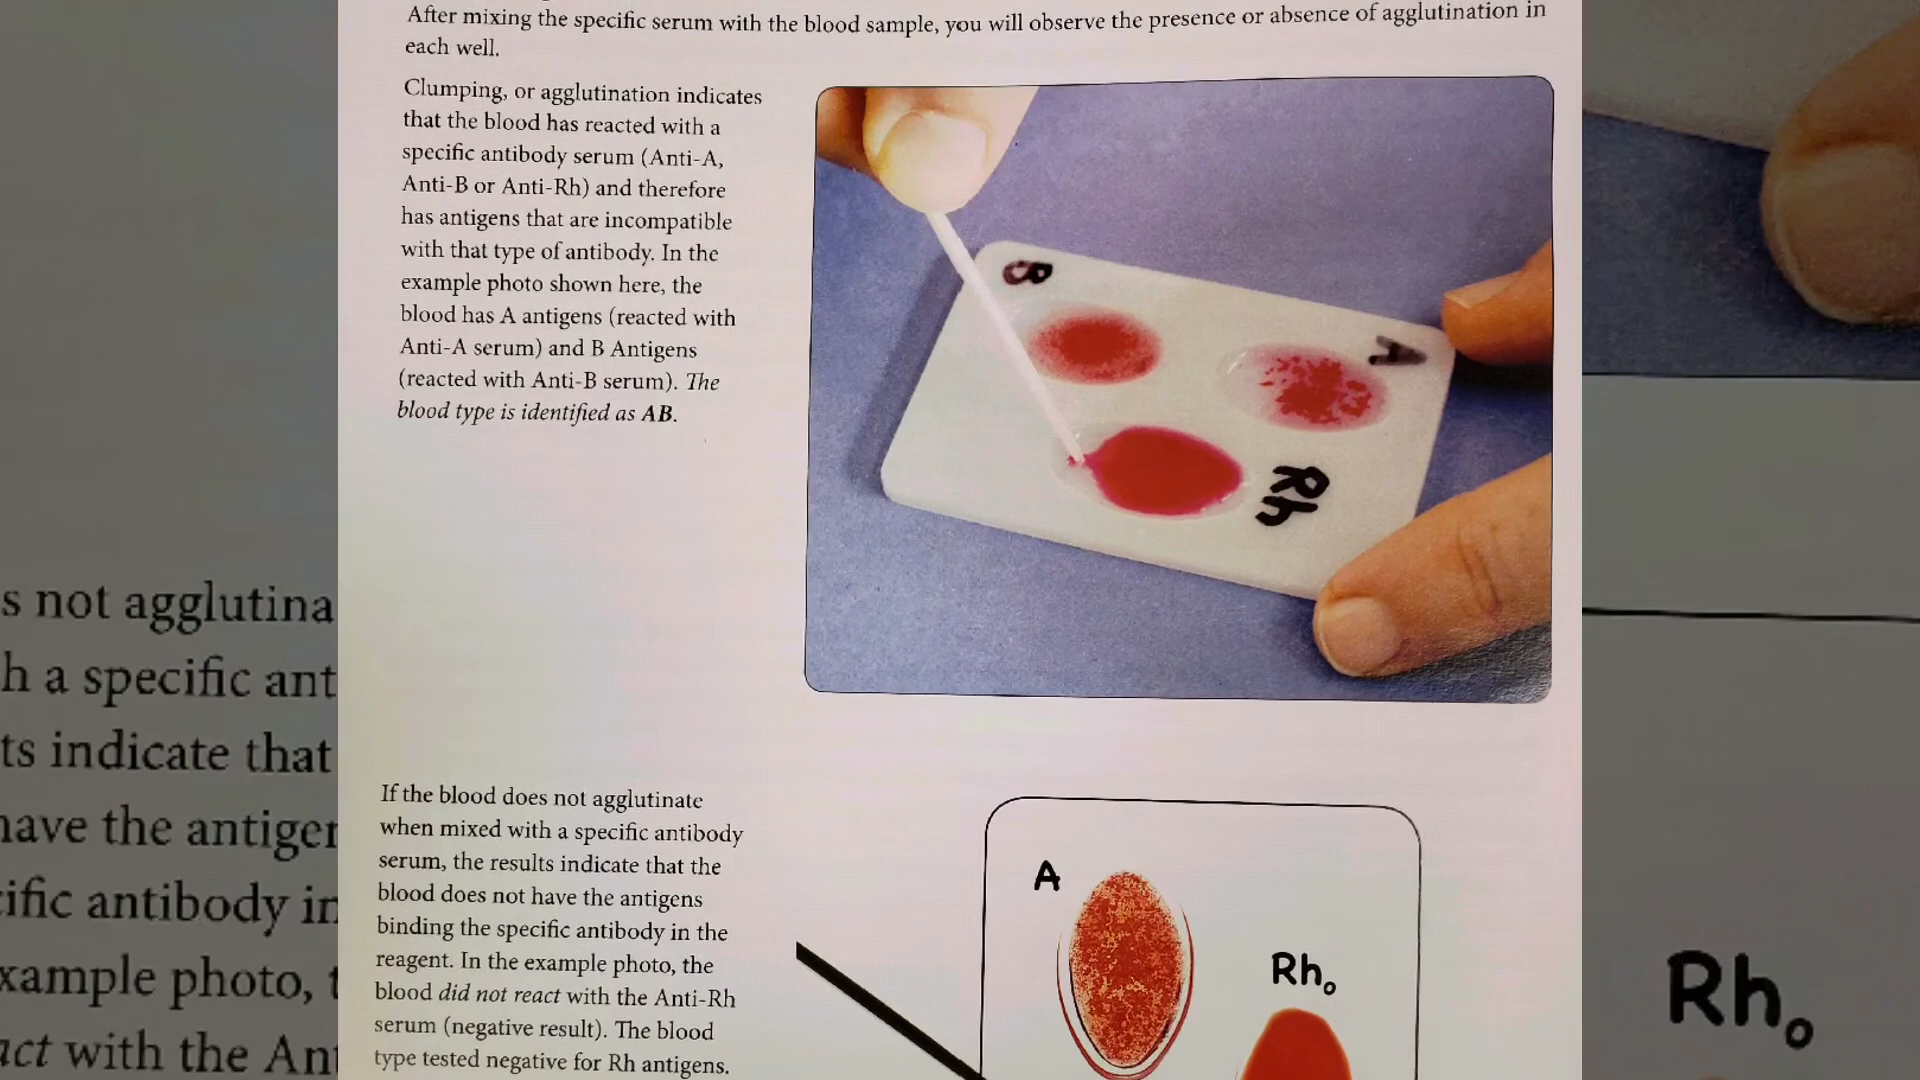 After mixing the specific serum with the blood sample, you will observe the presence or absence of agglutination in
each well.
Clumping, or agglutination indicates
that the blood has reacted with a
specific antibody serum (Anti-A,
Anti-B or Anti-Rh) and therefore
has antigens that are incompatible
with that type of antibody. In the
example photo shown here, the
blood has A antigens (reacted with
Anti-A serum) and B Antigens
(reacted with Anti-B serum). The
blood type is identified as AB.
B
A
Rh
If the blood does not agglutinate
when mixed with a specific antibody
serum, the results indicate that the
blood does not have the antigens
binding the specific antibody in the
reagent. In the example photo, the
blood did not react with the Anti-Rh
serum (negative result). The blood
type tested negative for Rh antigens.
A
Rho
s not agglutina
h a specific ant
ts indicate that
have the antiger
cific antibody in
xample photo, t
act with the Ant
Rho